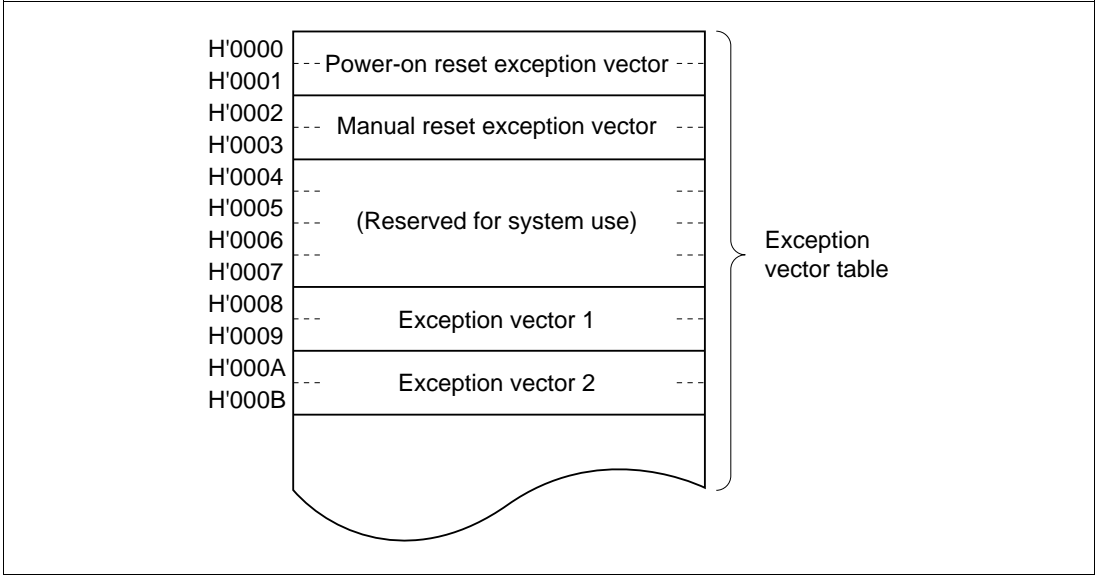 H'0000
H'0001
Power-on reset exception vector
H'0002
H'0003
Manual reset exception vector
H'0004
H'0005
H'0006
H'0007
(Reserved for system use)
H'0008
H'0009
Exception vector 1
H'000A
H'000B
Exception vector 2
Exception
vector table